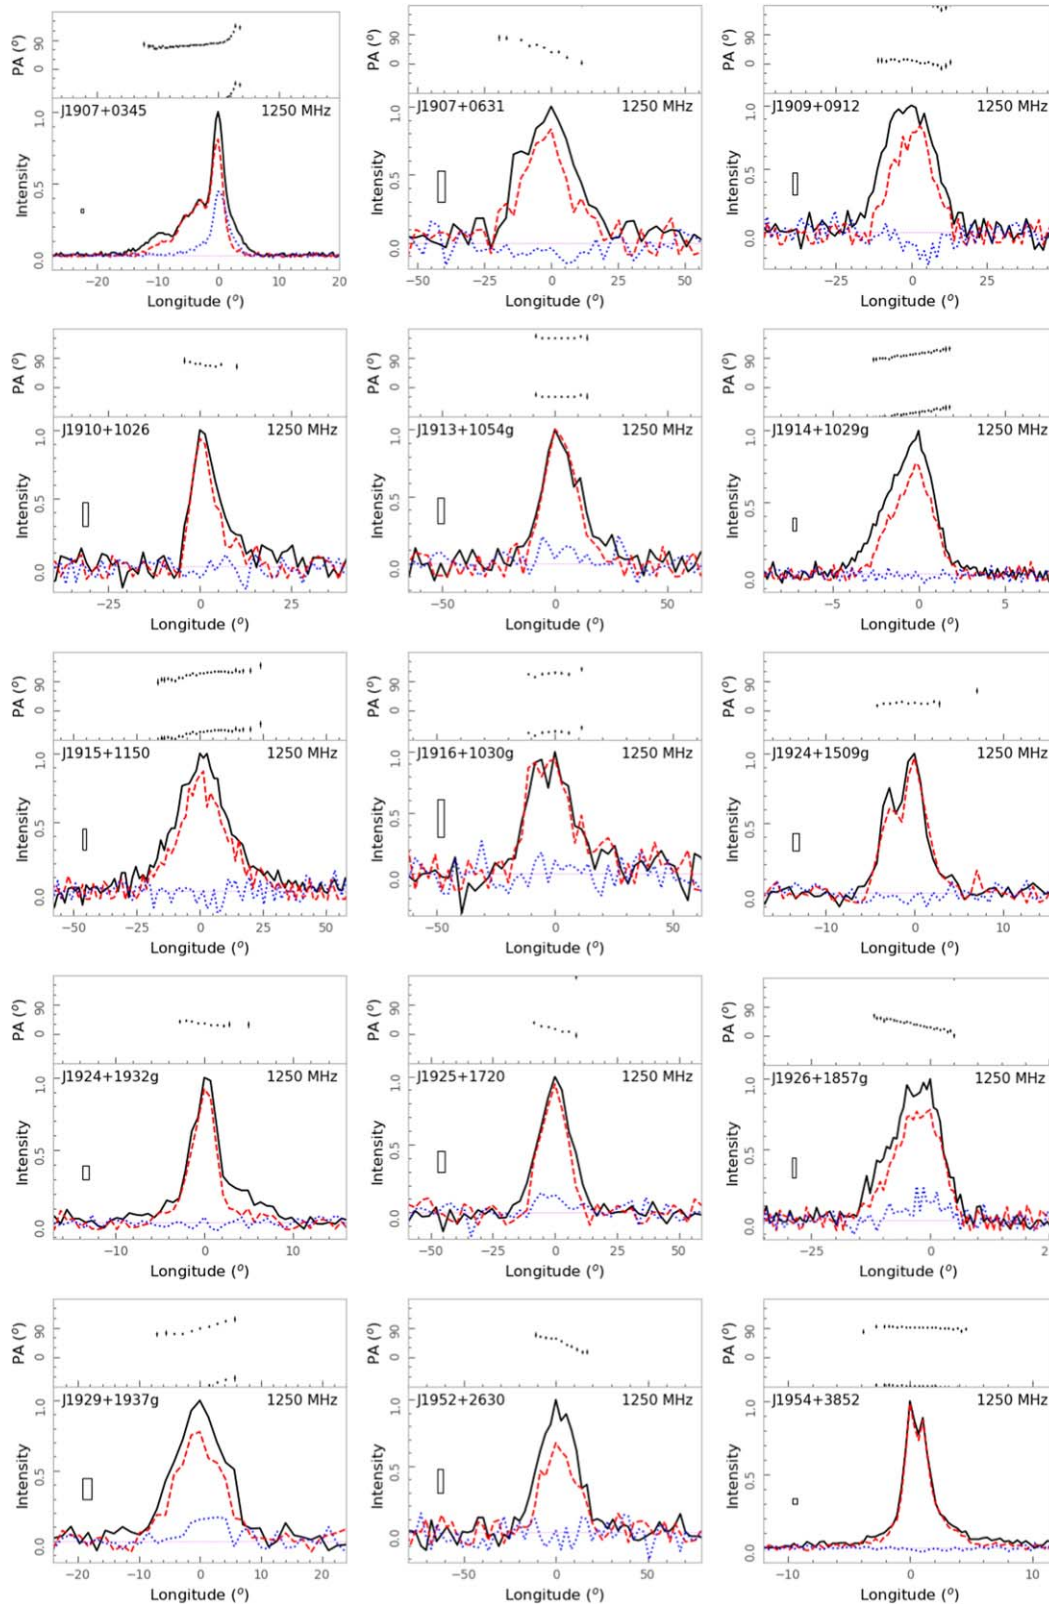 PA (°) 90 0 PA (°) 90 0 PA (°) 90 0
J1907+0345 1250 MHz J1907+0631 1250 MHz J1909+0912 1250 MHz
Intensity 1.0 0.5 0.0 Intensity 1.0 0.5 0.0 Intensity 1.0 0.5 0.0
−20 −10 0 10 20 −50 −25 0 25 50 −25 0 25
Longitude (°) Longitude (°) Longitude (°)
PA (°) 90 0 PA (°) 90 0 PA (°) 90 0
J1910+1026 1250 MHz J1913+1054g 1250 MHz J1914+1029g 1250 MHz
Intensity 1.0 0.5 0.0 Intensity 1.0 0.5 0.0 Intensity 1.0 0.5 0.0
−25 0 25 −50 −25 0 25 50 −5 0 5
Longitude (°) Longitude (°) Longitude (°)
PA (°) 90 0 PA (°) 90 0 PA (°) 90 0
J1915+1150 1250 MHz J1916+1030g 1250 MHz J1924+1509g 1250 MHz
Intensity 1.0 0.5 0.0 Intensity 1.0 0.5 0.0 Intensity 1.0 0.5 0.0
−50 −25 0 25 50 −50 0 50 −10 0 10
Longitude (°) Longitude (°) Longitude (°)
PA (°) 90 0 PA (°) 90 0 PA (°) 90 0
J1924+1932g 1250 MHz J1925+1720 1250 MHz J1926+1857g 1250 MHz
Intensity 1.0 0.5 0.0 Intensity 1.0 0.5 0.0 Intensity 1.0 0.5 0.0
−10 0 10 −50 −25 0 25 50 −25 0
Longitude (°) Longitude (°) Longitude (°)
PA (°) 90 0 PA (°) 90 0 PA (°) 90 0
J1929+1937g 1250 MHz J1952+2630 1250 MHz J1954+3852 1250 MHz
Intensity 1.0 0.5 0.0 Intensity 1.0 0.5 0.0 Intensity 1.0 0.5 0.0
−20 −10 0 10 20 −50 0 50 −10 0 10
Longitude (°) Longitude (°) Longitude (°)